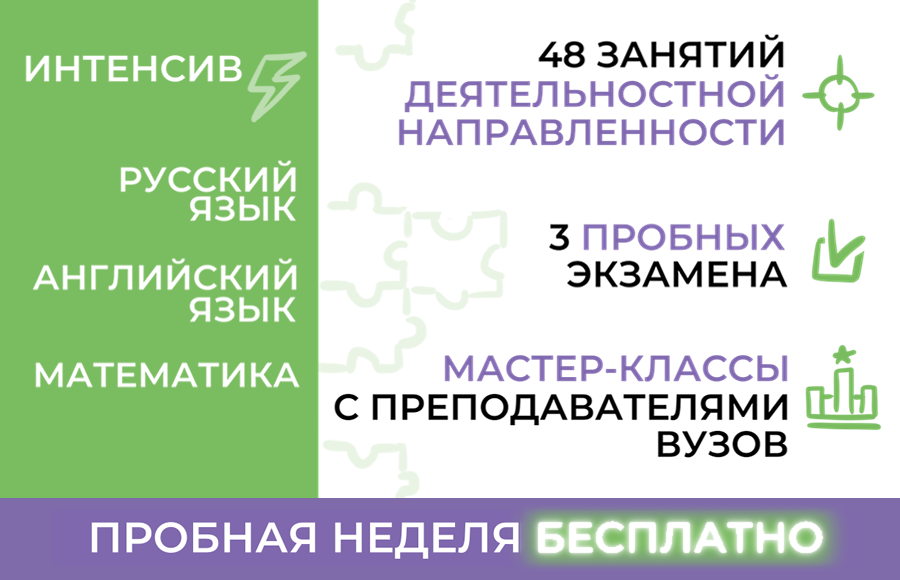 ИНТЕНСИВ
РУССКИЙ
ЯЗЫК
АНГЛИЙСКИЙ
ЯЗЫК
МАТЕМАТИКА
48 ЗАНЯТИЙ
ДЕЯТЕЛЬНОСТНОЙ
НАПРАВЛЕННОСТИ
3 ПРОБНЫХ
ЭКЗАМЕНА
МАСТЕР-КЛАССЫ
С ПРЕПОДАВАТЕЛЯМИ
ВУЗОВ
ПРОБНАЯ НЕДЕЛЯ БЕСПЛАТНО